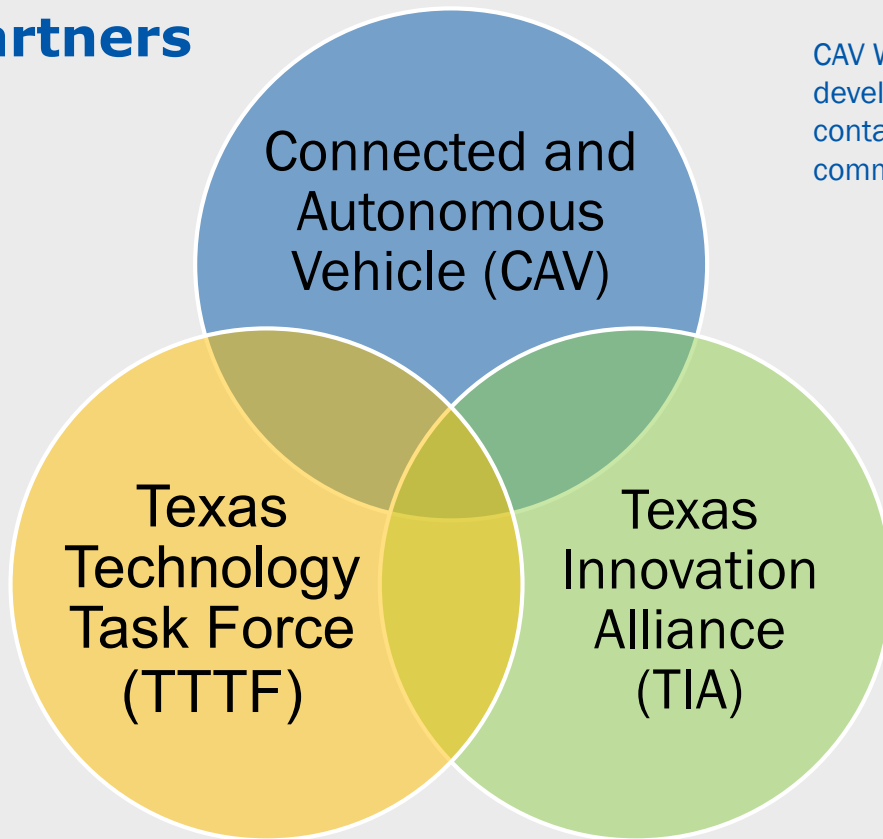 artners
CAV W
devel
conta
comm
Connected and
Autonomous
Vehicle (CAV)
Texas
Technology
Task Force
(TTTF)
Texas
Innovation
Alliance
(TIA)